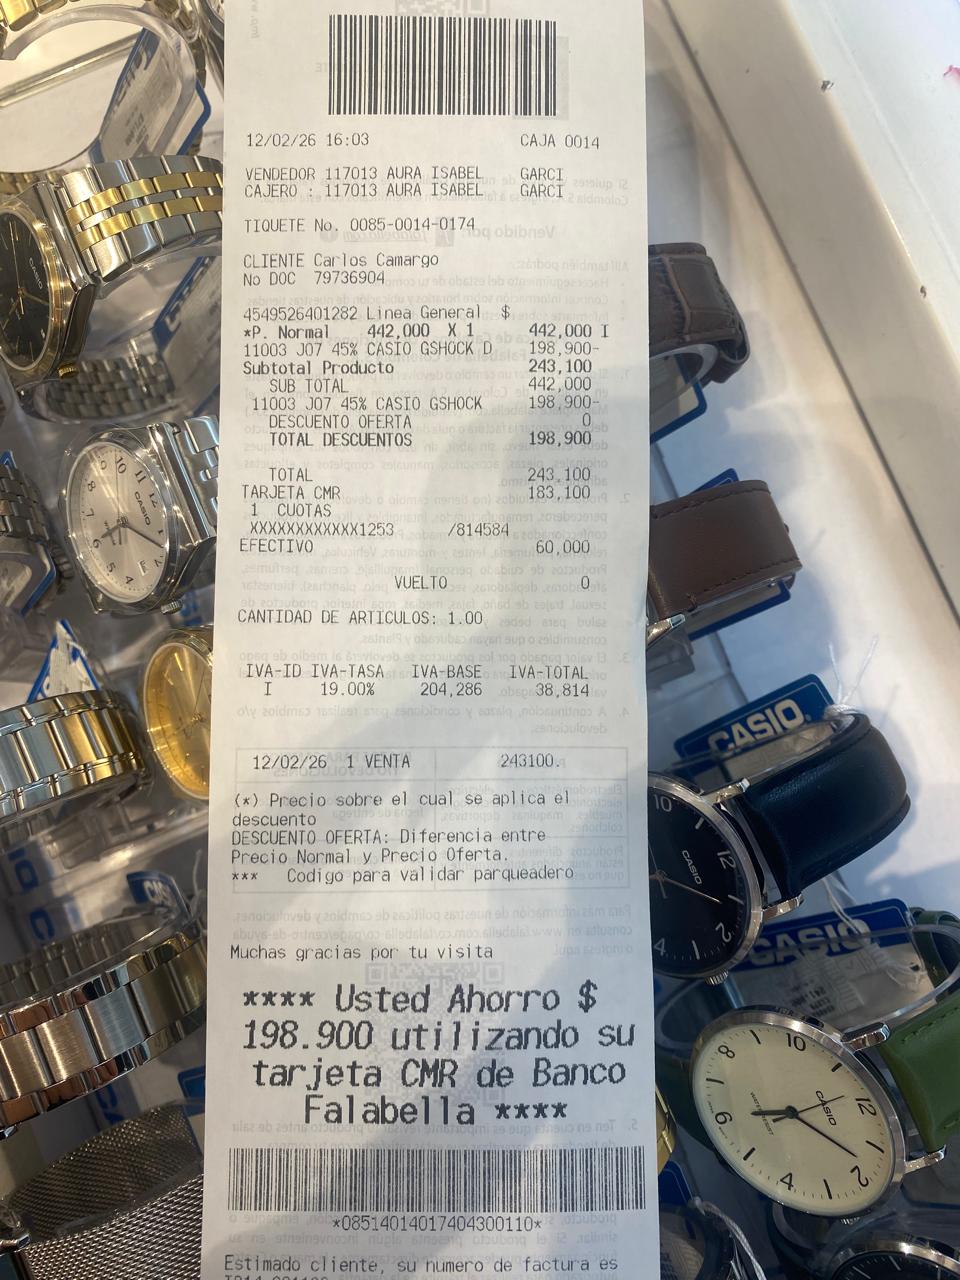 12/02/26 16:03 CAJA 0014
VENDEDOR 117013 AURA ISABEL GARCI
CAJERO : 117013 AURA ISABEL GARCI
TIQUETE No. 0085-0014-0174
CLIENTE Carlos Camargo
No DOC 79736904
4549526401282 Linea General $
*P. Normal 442,000 X 1 442,000 I
11003 J07 45% CASIO GSHOCK D 198,900-
Subtotal Producto 243,100
SUB TOTAL 442,000
11003 J07 45% CASIO GSHOCK 198,900-
DESCUENTO OFERTA 0
TOTAL DESCUENTOS 198,900
TOTAL 243,100
TARJETA CMR 183,100
1 CUOTAS
XXXXXXXXXXXX1253 /814584
EFECTIVO 60,000
VUELTO 0
CANTIDAD DE ARTICULOS: 1.00
IVA-ID IVA-TASA IVA-BASE IVA-TOTAL
I 19.00% 204,286 38,814
12/02/26 1 VENTA 243100.
(*) Precio sobre el cual se aplica el
descuento
DESCUENTO OFERTA: Diferencia entre
Precio Normal y Precio Oferta.
*** Codigo para validar parqueadero
Muchas gracias por tu visita
**** Usted Ahorro $
198.900 utilizando su
tarjeta CMR de Banco
Falabella ****
*08514014017404300110*
Estimado cliente, su numero de factura es
CASIO
CASIO
CASIO
CASIO
CASIO
CASIO